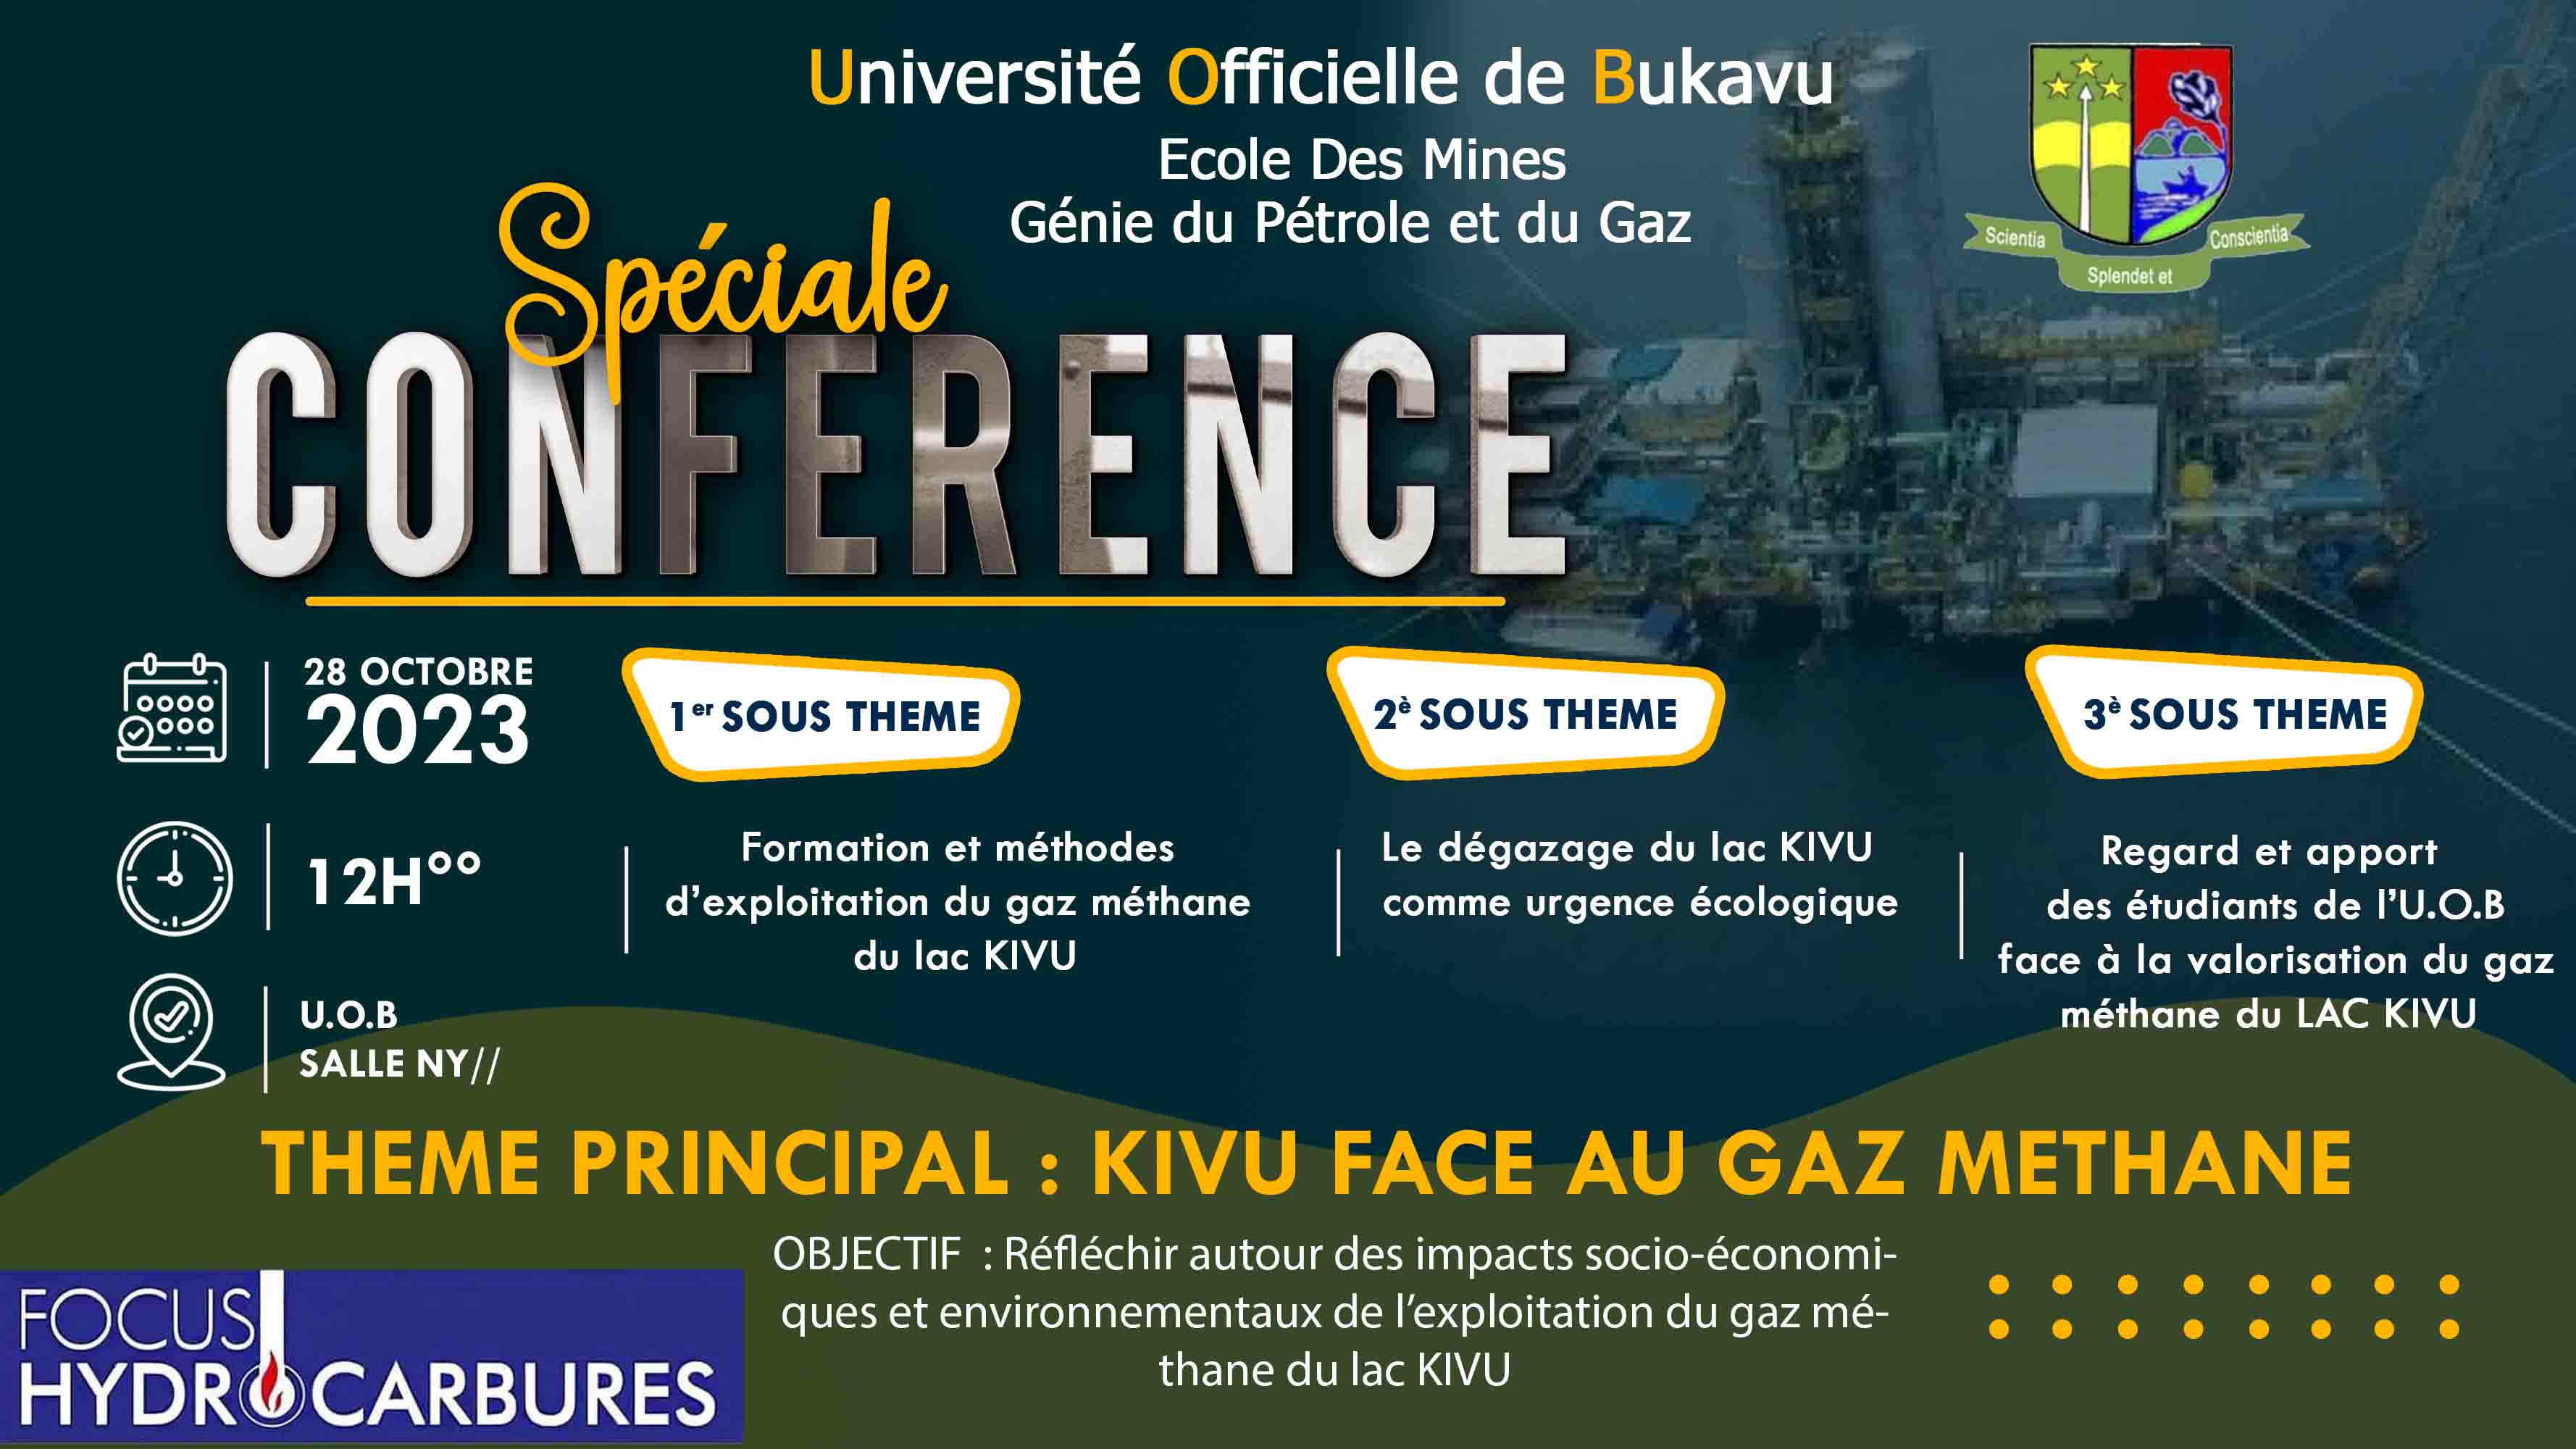 Université Officielle de Bukavu
Ecole Des Mines
Génie du Pétrole et du Gaz
Scientia
Splendet et
Conscientia
Spéciale
CONFERENCE
28 OCTOBRE
2023
12H°°
U.O.B
SALLE NY//
1er SOUS THEME
Formation et méthodes
d’exploitation du gaz méthane
du lac KIVU
2è SOUS THEME
Le dégazage du lac KIVU
comme urgence écologique
3è SOUS THEME
Regard et apport
des étudiants de l’U.O.B
face à la valorisation du gaz
méthane du LAC KIVU
THEME PRINCIPAL : KIVU FACE AU GAZ METHANE
OBJECTIF : Réfléchir autour des impacts socio-économi-
ques et environnementaux de l’exploitation du gaz mé-
thane du lac KIVU
FOCUS
HYDROCARBURES